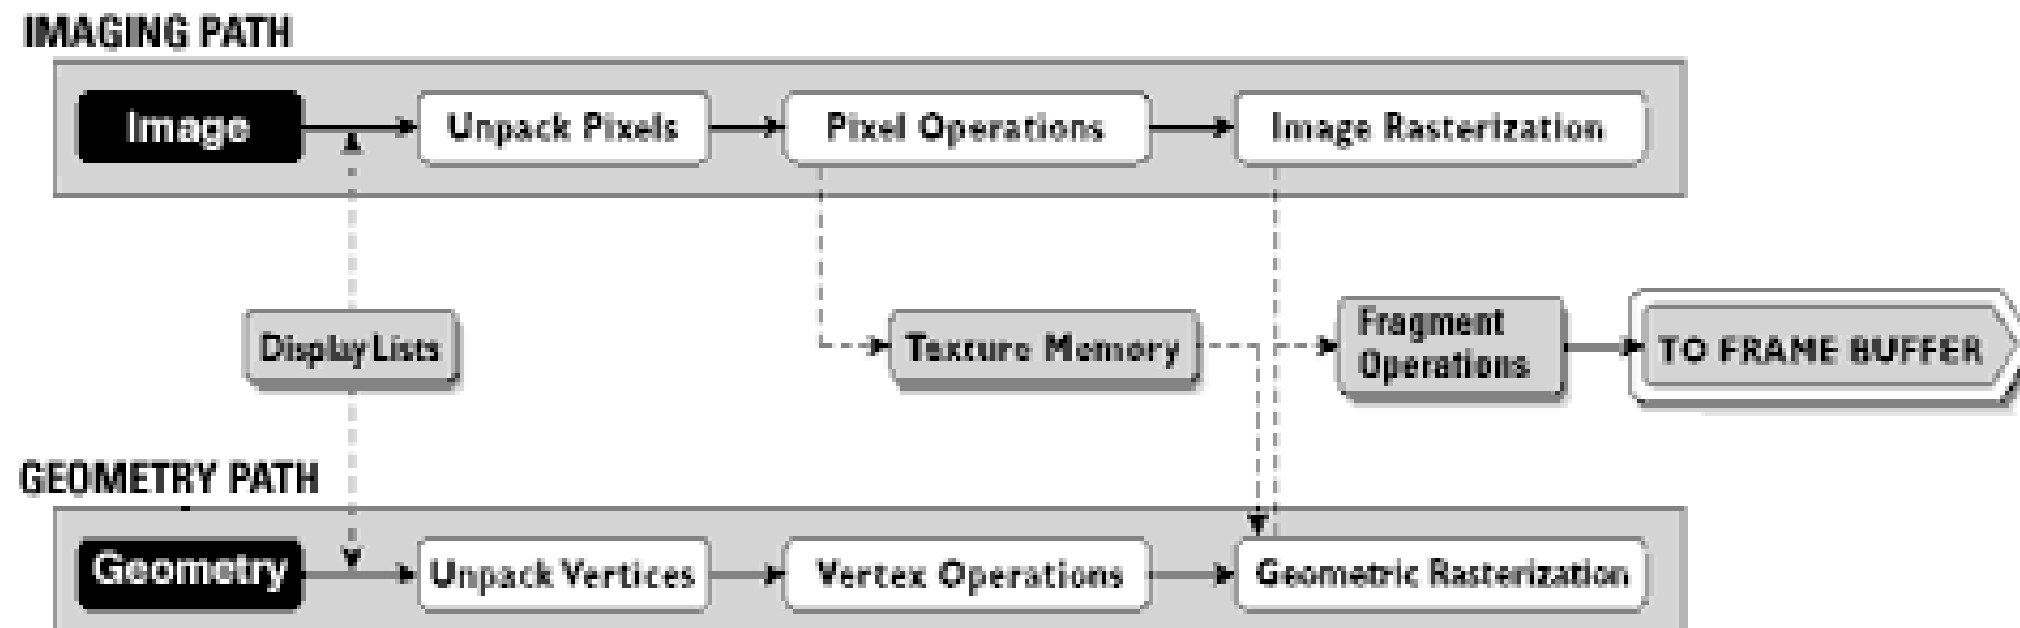 IMAGING PATH
Image
Unpack Pixels
Pixel Operations
Image Rasterization
Display Lists
Texture Memory
Fragment
Operations
TO FRAME BUFFER
GEOMETRY PATH
Geometry
Unpack Vertices
Vertex Operations
Geometric Rasterization